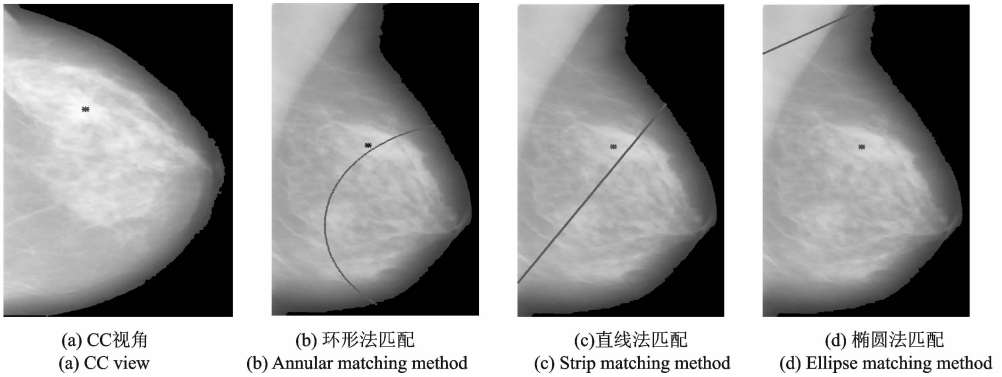 (a) CC视角
(b) 环形法匹配
(c)直线法匹配
(d) 椭圆法匹配
(a) CC view
(b) Annular matching method
(c) Strip matching method
(d) Ellipse matching method